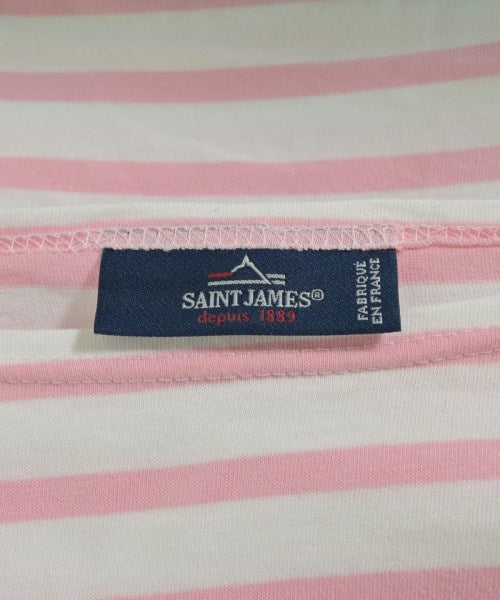 SAINT JAMES®
depuis 1889
FABRIQUÉ
EN FRANCE